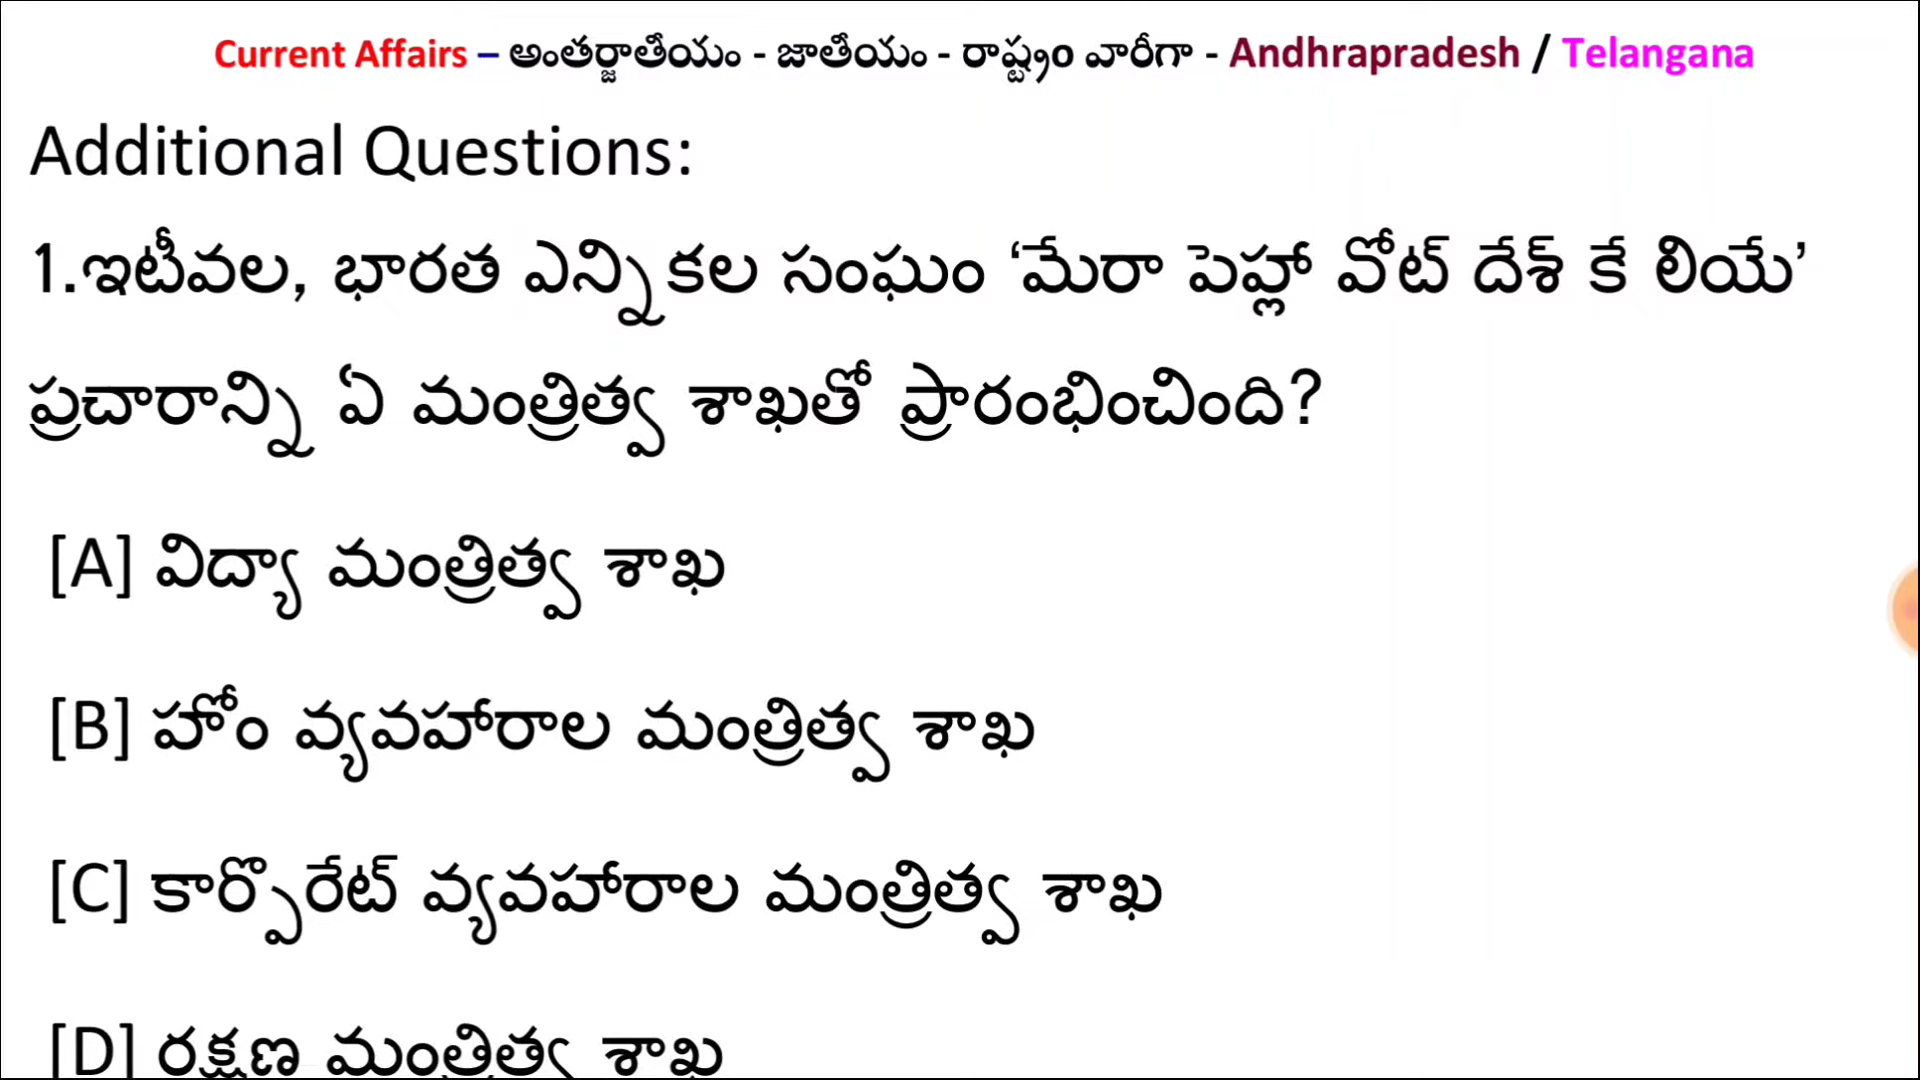 Current Affairs – అంతర్జాతీయం - జాతీయం - రాష్ట్రం వారీగా - Andhrapradesh / Telangana
Additional Questions:
1.ఇటీవల, భారత ఎన్నికల సంఘం ‘మేరా పెహ్లా వోట్ దేశ్ కే లియే’
ప్రచారాన్ని ఏ మంత్రిత్వ శాఖతో ప్రారంభించింది?
[A] విద్యా మంత్రిత్వ శాఖ
[B] హోం వ్యవహారాల మంత్రిత్వ శాఖ
[C] కార్పొరేట్ వ్యవహారాల మంత్రిత్వ శాఖ
[D] రక్షణ మంత్రిత్వ శాఖ